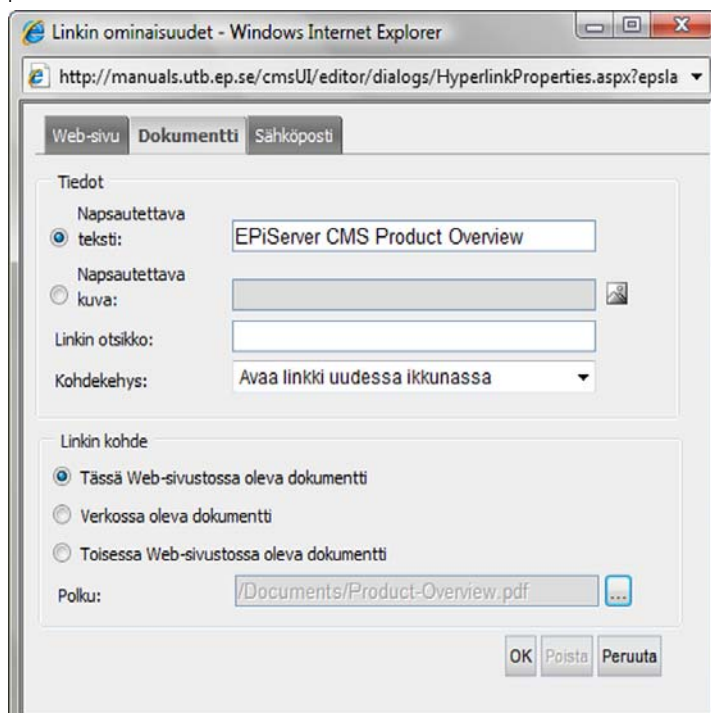 Linkin ominaisuudet - Windows Internet Explorer
http://manuals.utb.ep.se/cmsUI/editor/dialogs/HyperlinkProperties.aspx?epsla
Web-sivu Dokumentti Sähköposti
Tiedot
Napsautettava
teksti: EPiServer CMS Product Overview
Napsautettava
kuva:
Linkin otsikko:
Kohdekehys: Avaa linkki uudessa ikkunassa
Linkin kohde
Tässä Web-sivustossa oleva dokumentti
Verkossa oleva dokumentti
Toisessa Web-sivustossa oleva dokumentti
Polku: /Documents/Product-Overview.pdf ...
OK Poista Peruuta